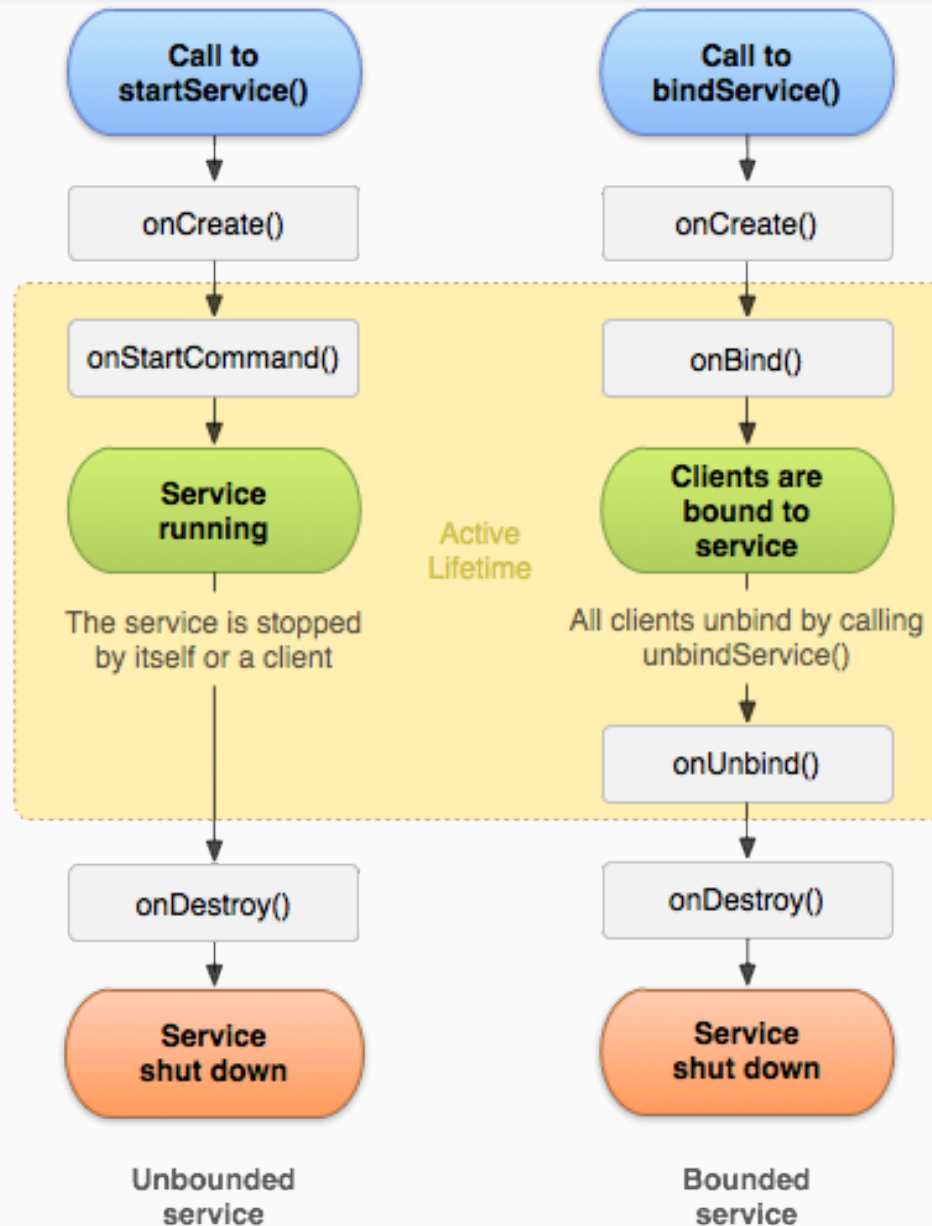 Call to
startService()
onCreate()
onStartCommand()
Service
running
The service is stopped
by itself or a client
onDestroy()
Service
shut down
Unbounded
service
Active
Lifetime
Call to
bindService()
onCreate()
onBind()
Clients are
bound to
service
All clients unbind by calling
unbindService()
onUnbind()
onDestroy()
Service
shut down
Bounded
service